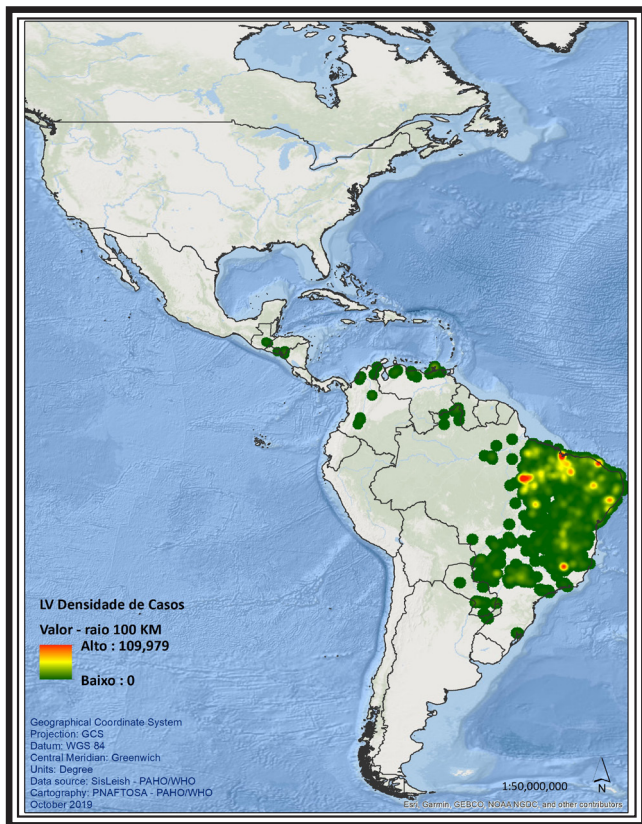 LV Densidade de Casos
Valor - raio 100 KM
Alto : 109,979
Baixo : 0
Geographical Coordinate System
Projection: GCS
Datum: WGS 84
Central Meridian: Greenwich
Units: Degree
Data source: SisLeish - PAHO/WHO
Cartography: PNAFTOSA - PAHO/WHO
October 2019
1:50,000,000
N
Esri, Garmin, GEBCO, NOAA NGDC, and other contributors